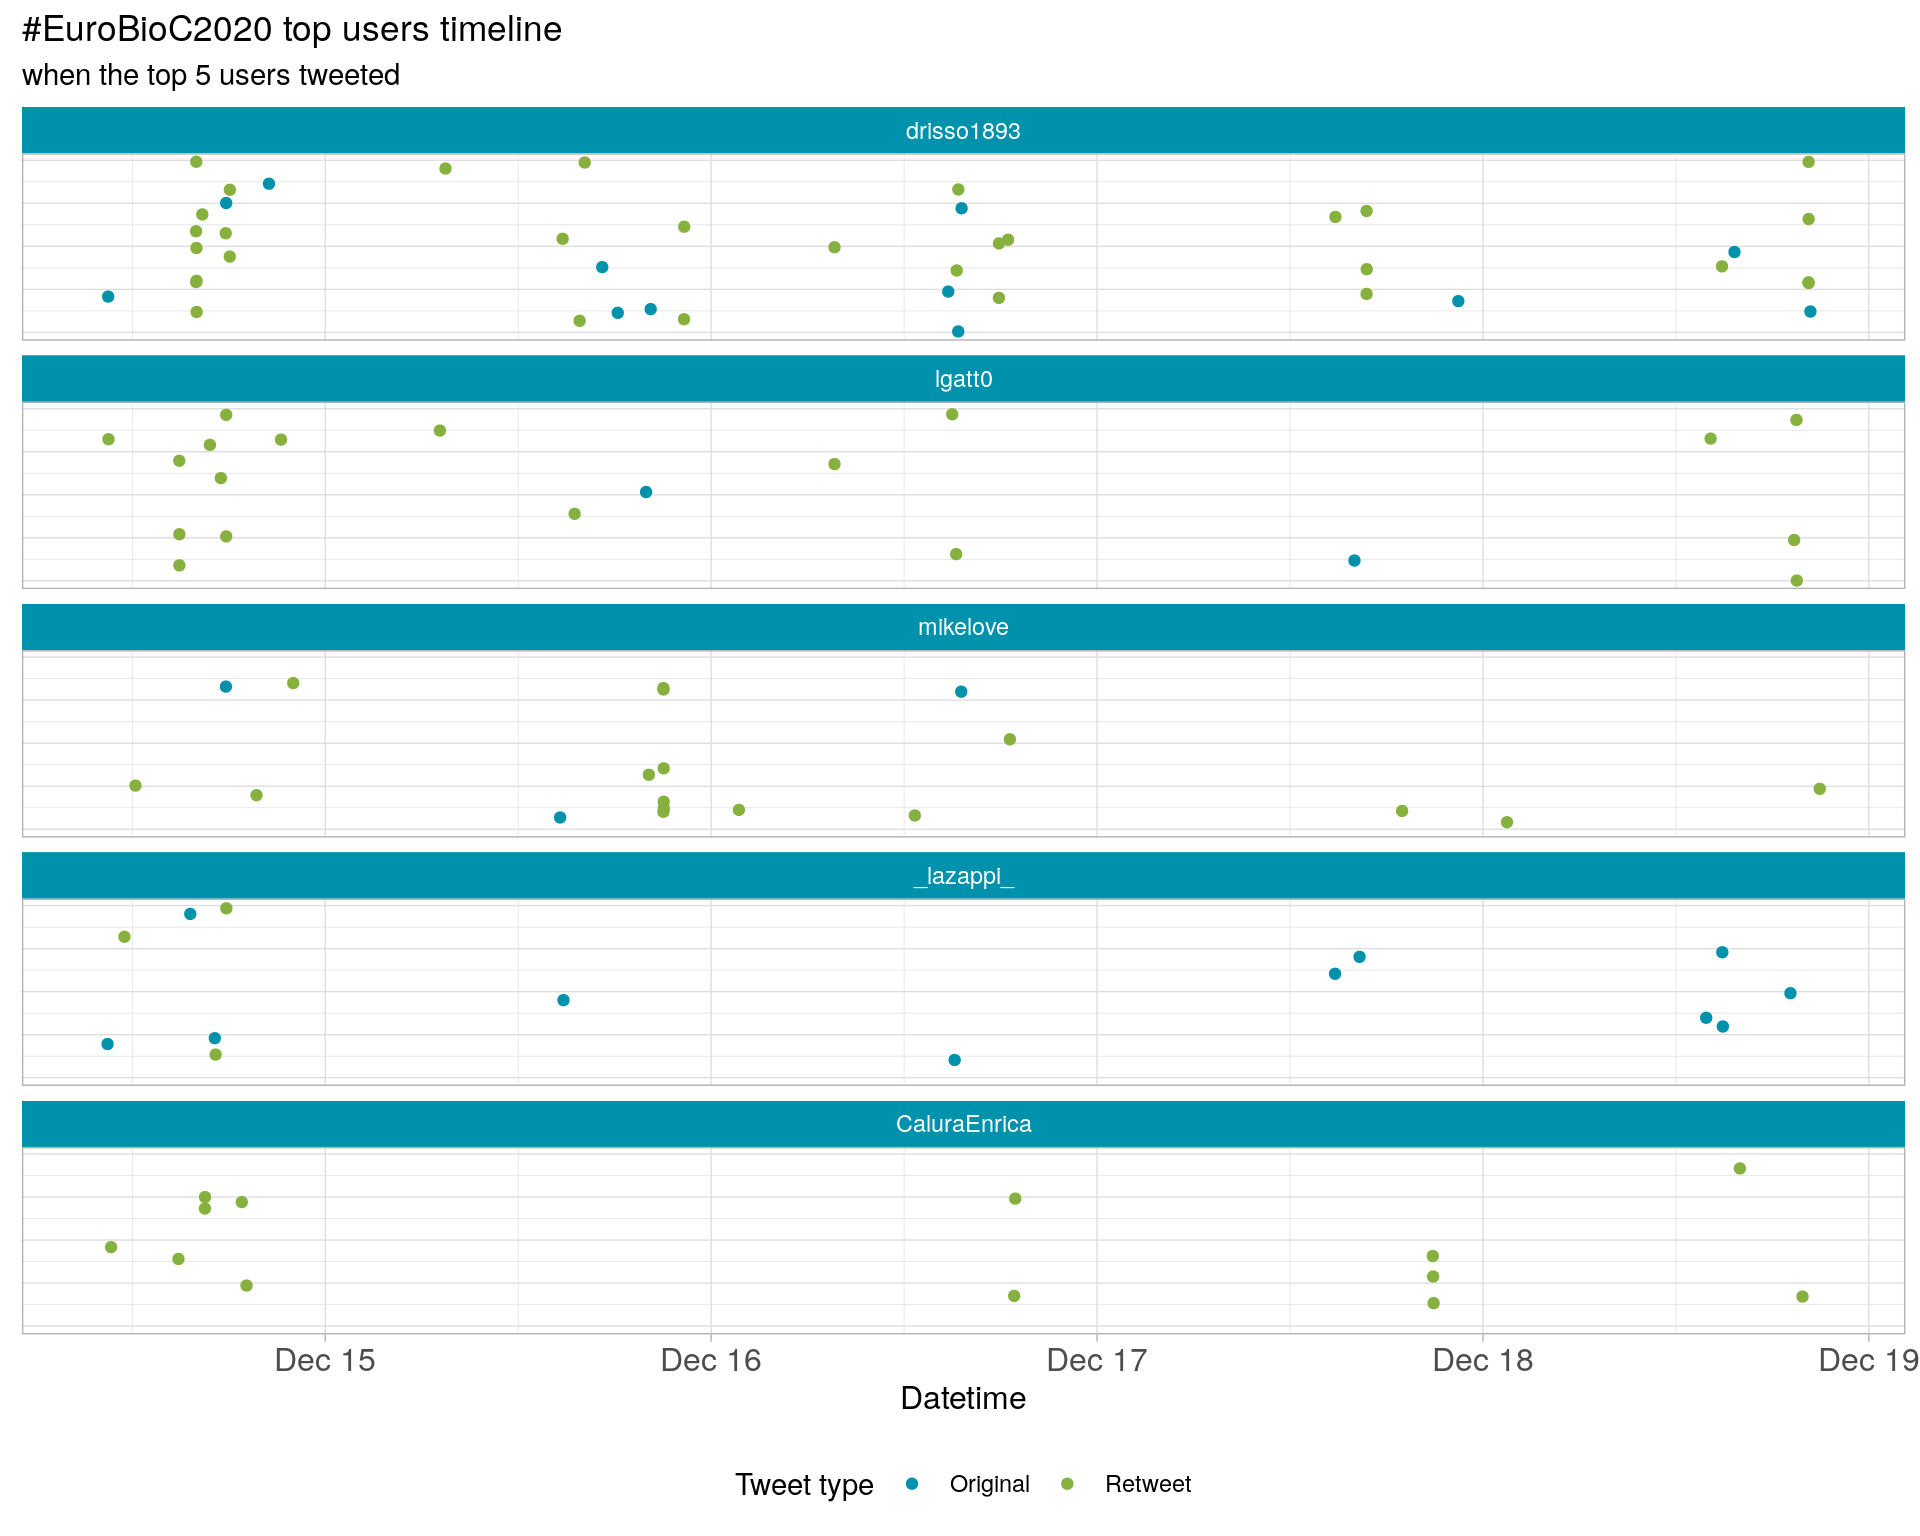 #EuroBioC2020 top users timeline
when the top 5 users tweeted
drisso1893
lgatt0
mikelove
_lazappi_
CaluraEnrica
Dec 15 Dec 16 Dec 17 Dec 18 Dec 19
Datetime
Tweet type Original Retweet